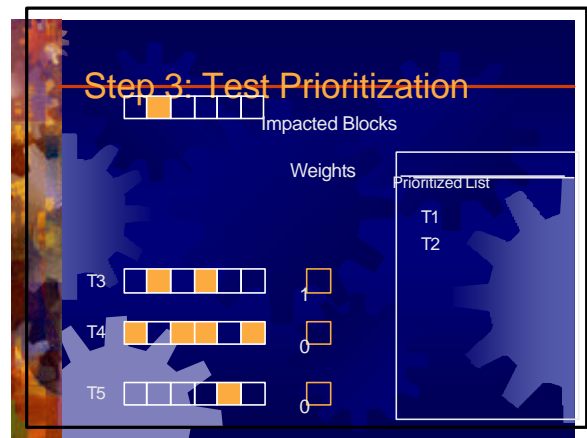 Step 3: Test Prioritization
Impacted Blocks
Weights
Prioritized List
T1
T2
T3
1
T4
0
T5
0